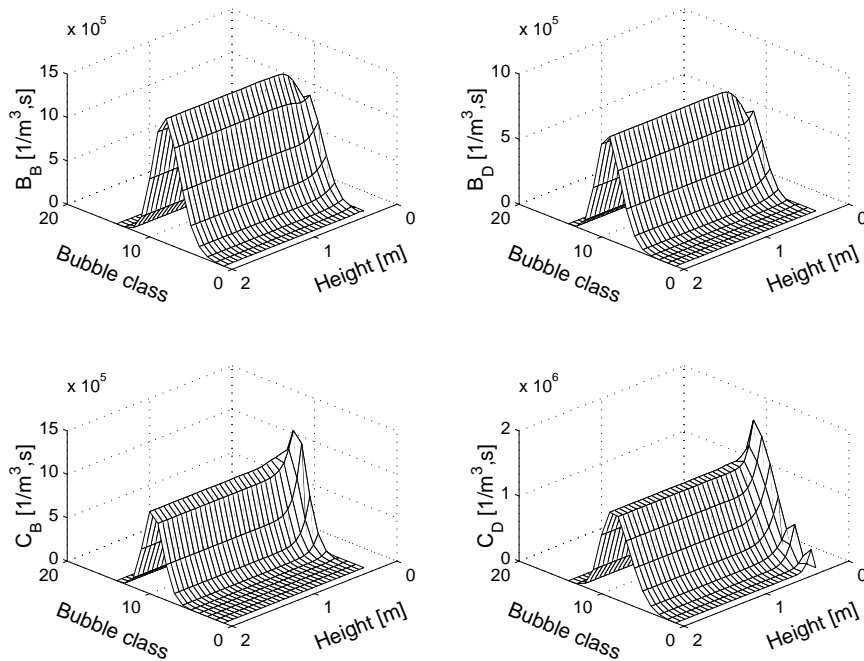 x 10^5
15
10
5
0
B_B [1/m^3,s]
20
10
0
Bubble class
2
1
0
Height [m]
x 10^5
10
5
0
B_D [1/m^3,s]
20
10
0
Bubble class
2
1
0
Height [m]
x 10^5
15
10
5
0
C_B [1/m^3,s]
20
10
0
Bubble class
2
1
0
Height [m]
x 10^6
2
1
0
C_D [1/m^3,s]
20
10
0
Bubble class
2
1
0
Height [m]